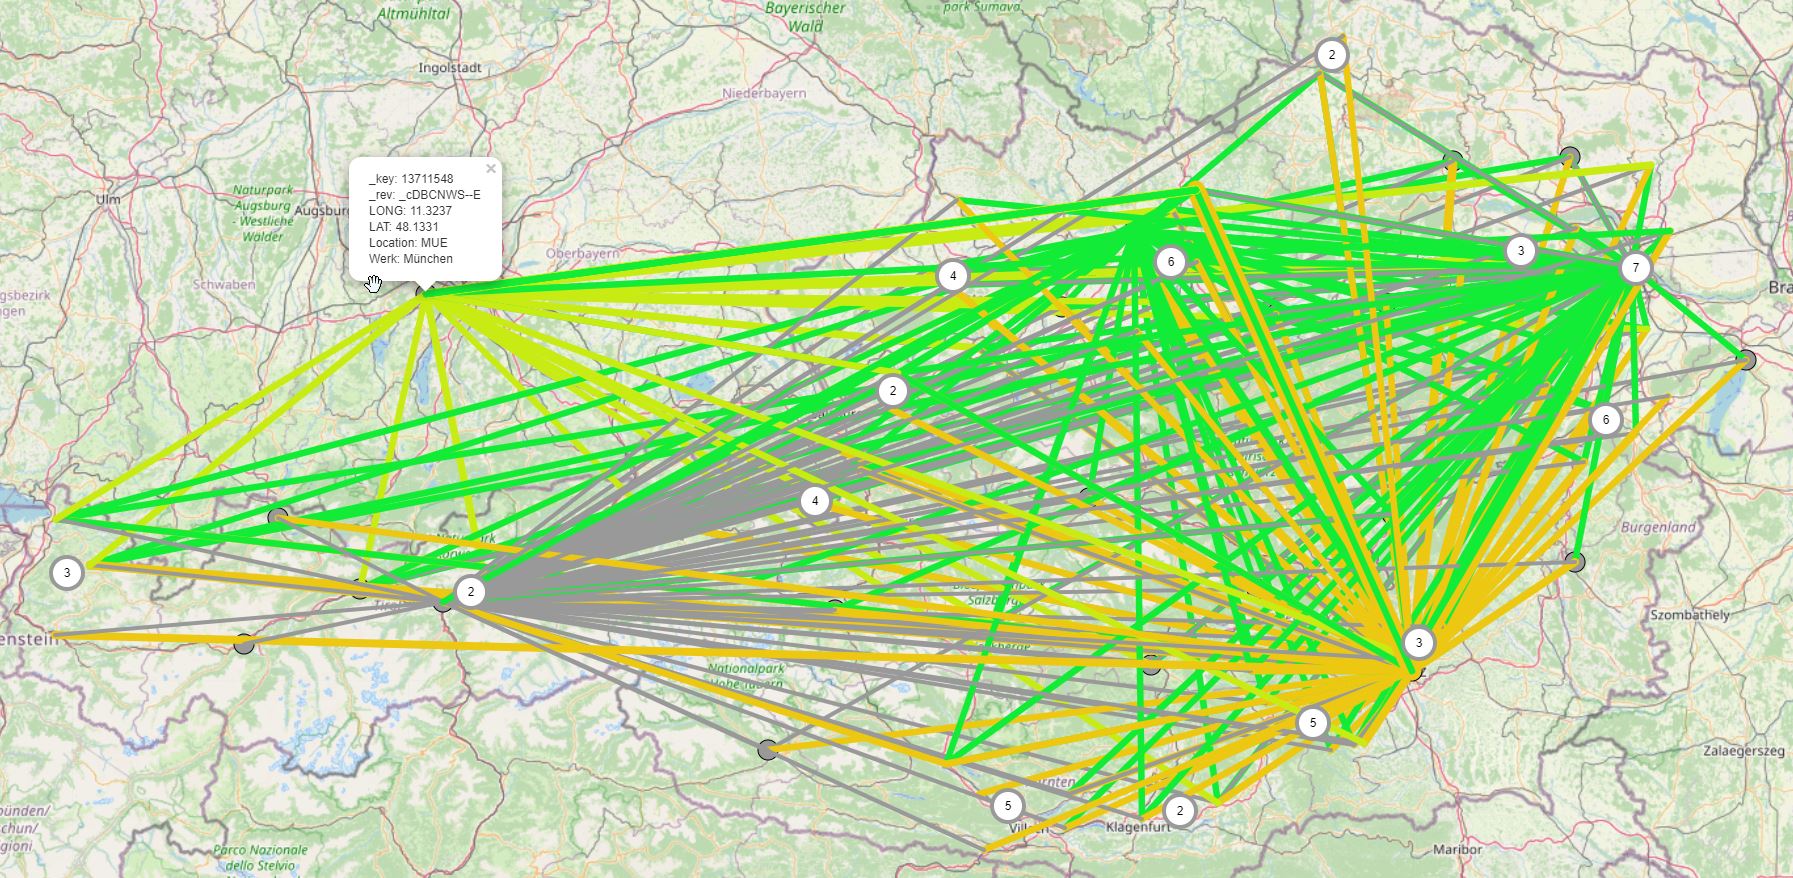 Altmühltal
Bayerischer
Wald
park Šumava
Ingolstadt
Niederbayern
Ulm
Naturpark
Augsburg
- Westliche
Wälder
Augsburg
×
_key: 13711548
_rev: _cDBCNWS--E
LONG: 11.3237
LAT: 48.1331
Location: MUE
Werk: München
Oberbayern
Schwaben
gsbezirk
ngen
2
3
7
6
4
Bra
2
6
4
Burgenland
3
2
Salzburg
Szombathely
enstein
3
Nationalpark
Hohe Tauern
5
Zalaegerszeg
ärnten
5
2
Villach
Klagenfurt
Maribor
ünden/
schun/
gioni
Parco Nazionale
dello Stelvio